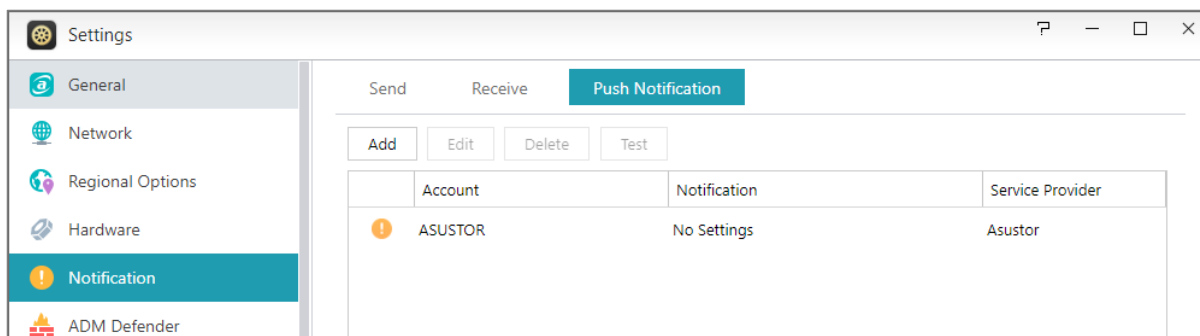 Settings
General
Network
Regional Options
Hardware
Notification
ADM Defender
Send Receive Push Notification
Add Edit Delete Test
Account Notification Service Provider
ASUSTOR No Settings Asustor